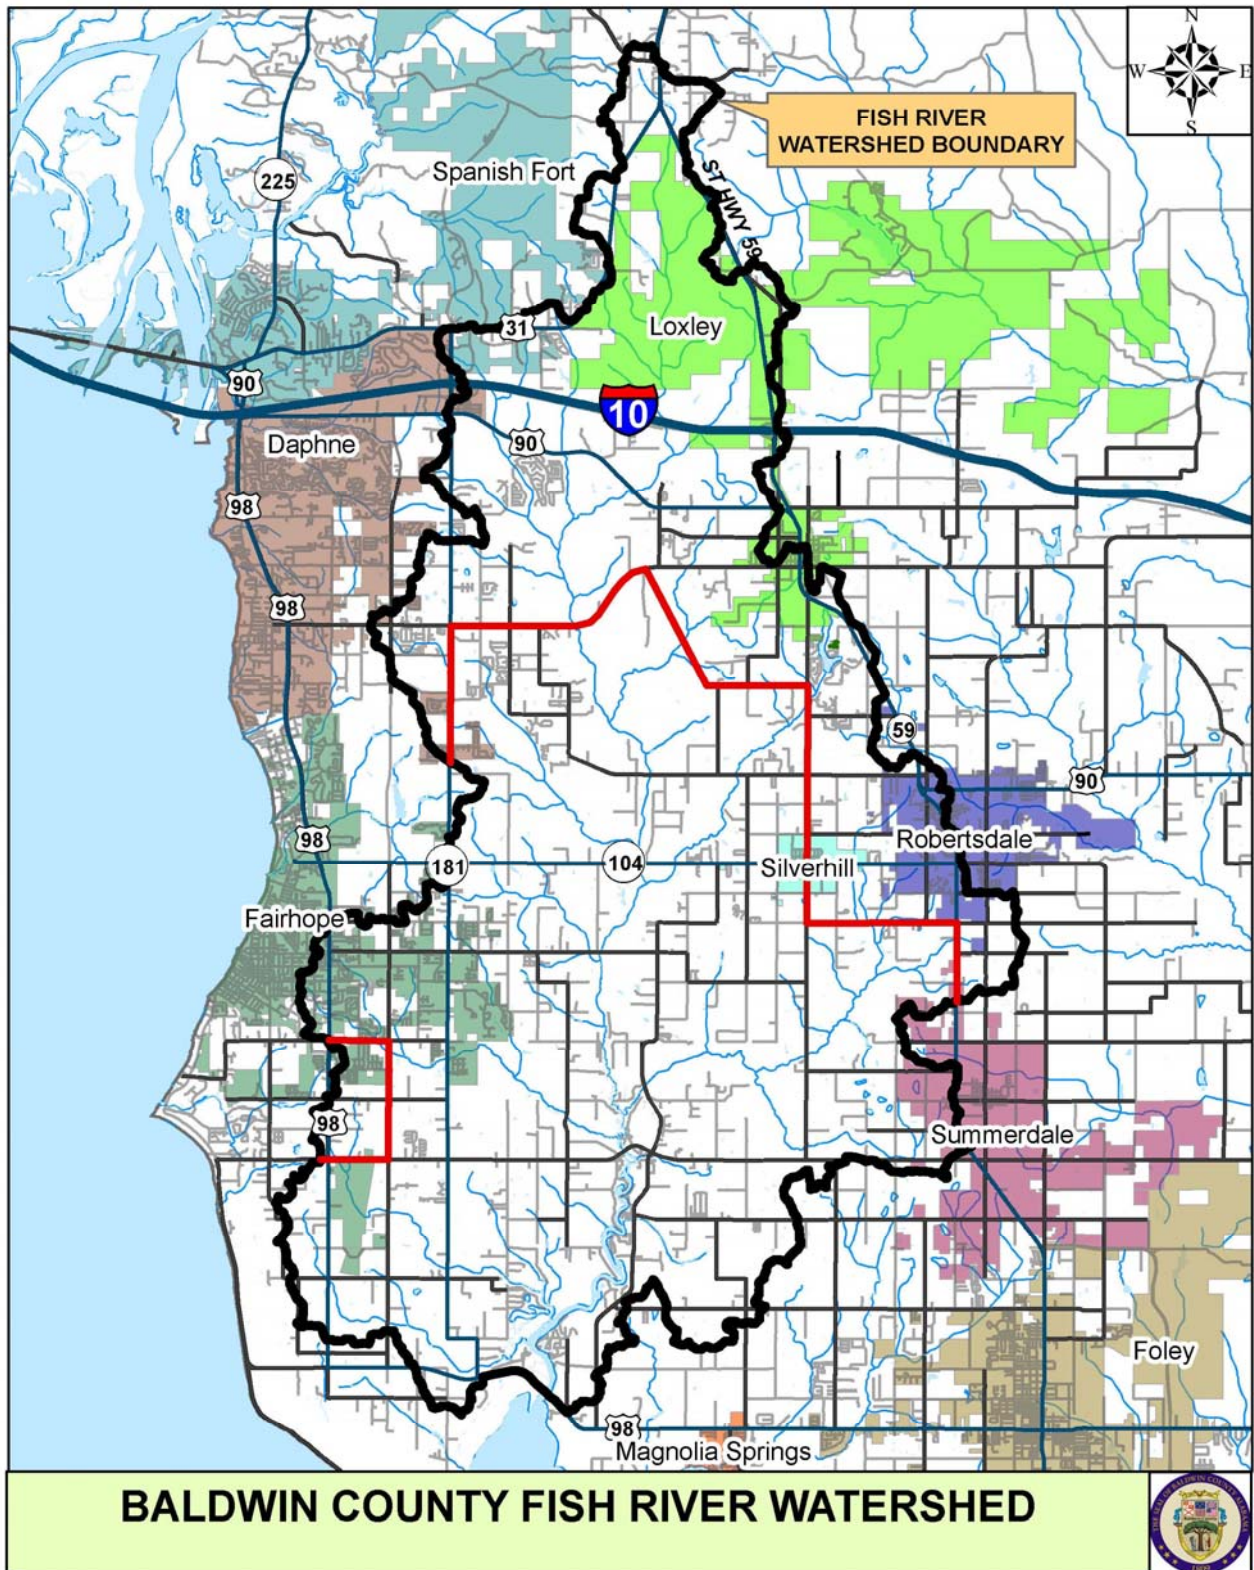 N
W E
S
FISH RIVER
WATERSHED BOUNDARY
Spanish Fort
225
ST HWY 59
31
Loxley
90
10
Daphne
90
98
98
59
90
98
Robertsdale
181
104
Silverhill
Fairhope
98
Summerdale
Foley
98
Magnolia Springs
BALDWIN COUNTY FISH RIVER WATERSHED